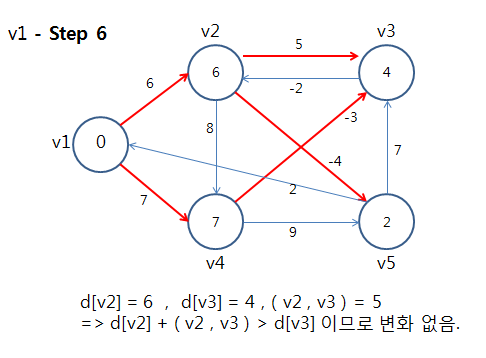 v1 - Step 6
v2
v3
5
6
6
-2
4
v1
0
8
-3
-4
7
7
2
7
9
2
v4
v5
d[v2] = 6 , d[v3] = 4 , ( v2 , v3 ) = 5
=> d[v2] + ( v2 , v3 ) > d[v3] 이므로 변화 없음.